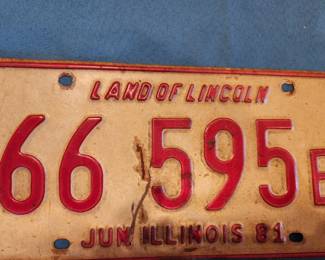 LAND OF LINCOLN
66 595 B
JUN. ILLINOIS 81